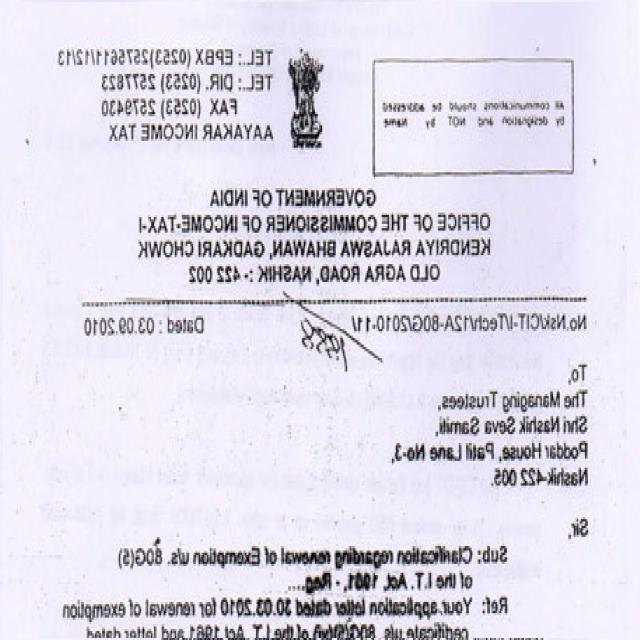 All communications should be addressed
by designation and NOT by Name
TEL.: EPBX (0253)2575611/12/13
TEL.: DIR. (0253) 2577823
FAX (0253) 2579430
AAYAKAR INCOME TAX
GOVERNMENT OF INDIA
OFFICE OF THE COMMISSIONER OF INCOME-TAX-I
KENDRIYA RAJASWA BHAWAN, GADKARI CHOWK
OLD AGRA ROAD, NASHIK :- 422 002
No.Nsk/CIT-I/Tech/12A-80G/2010-11/ Dated : 03.09.2010
To,
The Managing Trustees,
Shri Nashik Seva Samiti,
Poddar House, Patil Lane No-3,
Nashik-422 005.
Sir,
Sub: Clarification regarding renewal of Exemption u/s. 80G(5)
of the I.T. Act, 1961, - Reg...
Ref: Your application letter dated 30.03.2010 for renewal of exemption
certificate u/s of the I.T. Act 1961 and letter dated